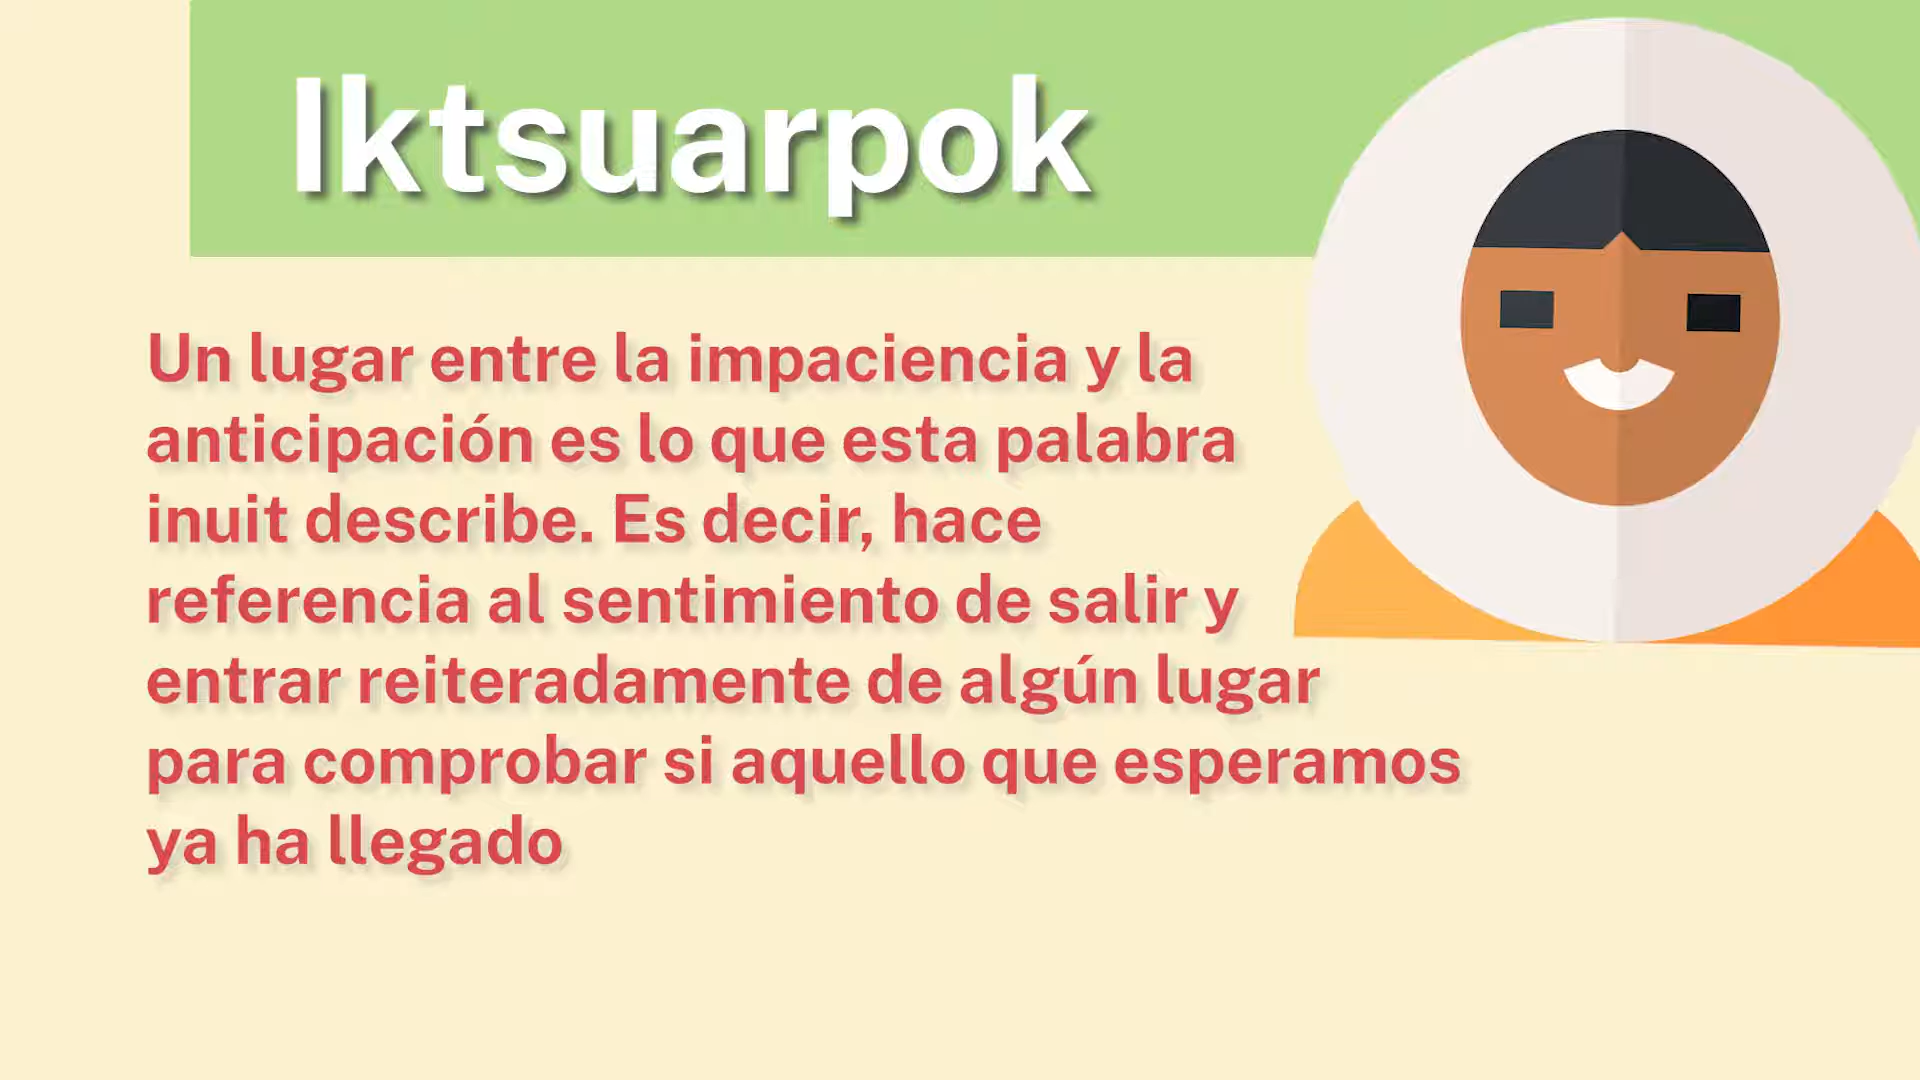 Iktsuarpok
Un lugar entre la impaciencia y la
anticipación es lo que esta palabra
inuit describe. Es decir, hace
referencia al sentimiento de salir y
entrar reiteradamente de algún lugar
para comprobar si aquello que esperamos
ya ha llegado